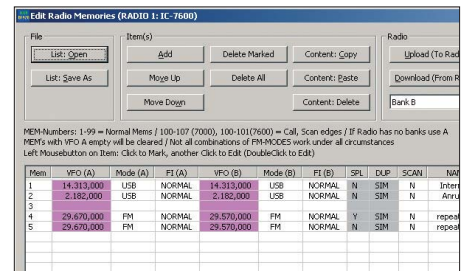 Edit Radio Memories (RADIO 1: IC-7600)
File Item(s) Radio
List: Open Add Delete Marked Content: Copy Upload (To Rad
List: Save As Move Up Delete All Content: Paste Download (From R
Move Down Content: Delete Bank B
MEM-Numbers: 1-99 = Normal Mems / 100-107 (7000), 100-101(7600) = Call, Scan edges / If Radio has no banks use A
MEM's with VFO A empty will be cleared / Not all combinations of FM-MODES work under all circumstances
Left Mousebutton on Item: Click to Mark, another Click to Edit (DoubleClick to Edit)
Mem VFO (A) Mode (A) FI (A) VFO (B) Mode (B) FI (B) SPL DUP SCAN NAM
1 14.313,000 USB NORMAL 14.313,000 USB NORMAL N SIM N Intern
2 2.182,000 USB NORMAL 2.182,000 USB NORMAL N SIM N Anru
3
4 29.670,000 FM NORMAL 29.570,000 FM NORMAL Y SIM N repeat
5 29.670,000 FM NORMAL 29.570,000 FM NORMAL N SIM N repeat